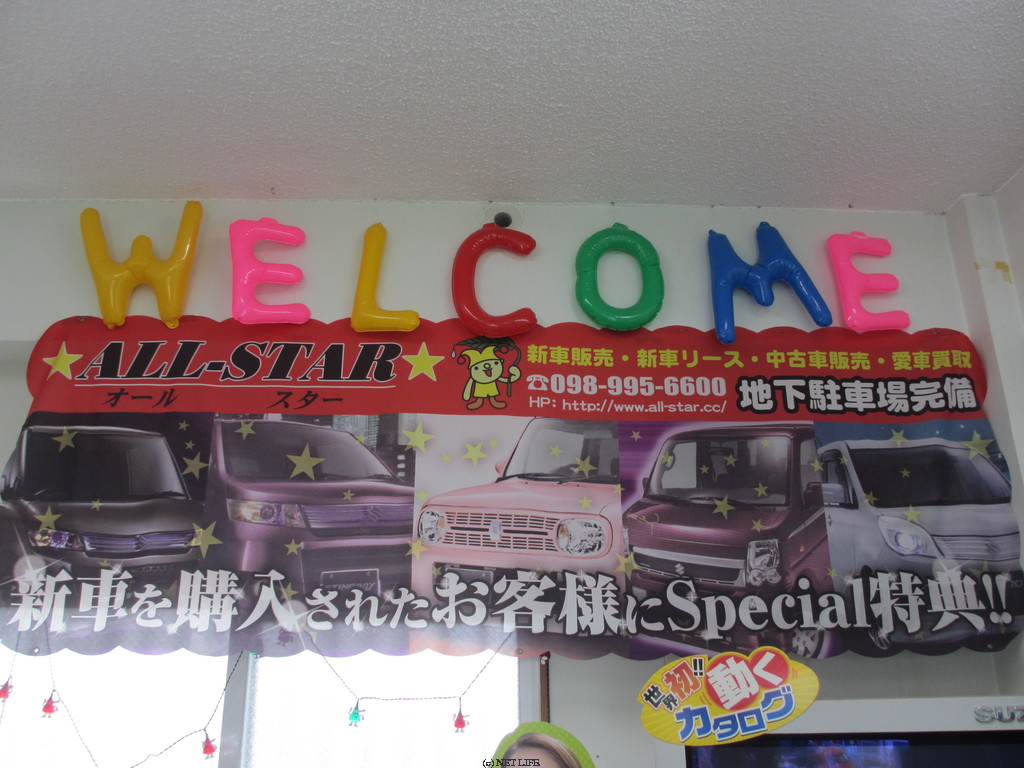 WELCOME
ALL-STAR
オール スター
新車販売・新車リース・中古車販売・愛車買取
☎098-995-6600
HP: http://www.all-star.cc/
地下駐車場完備
新車を購入されたお客様にSpecial特典!!
世界初!!
動く
カタログ
SUZ
(c) NET LIFE